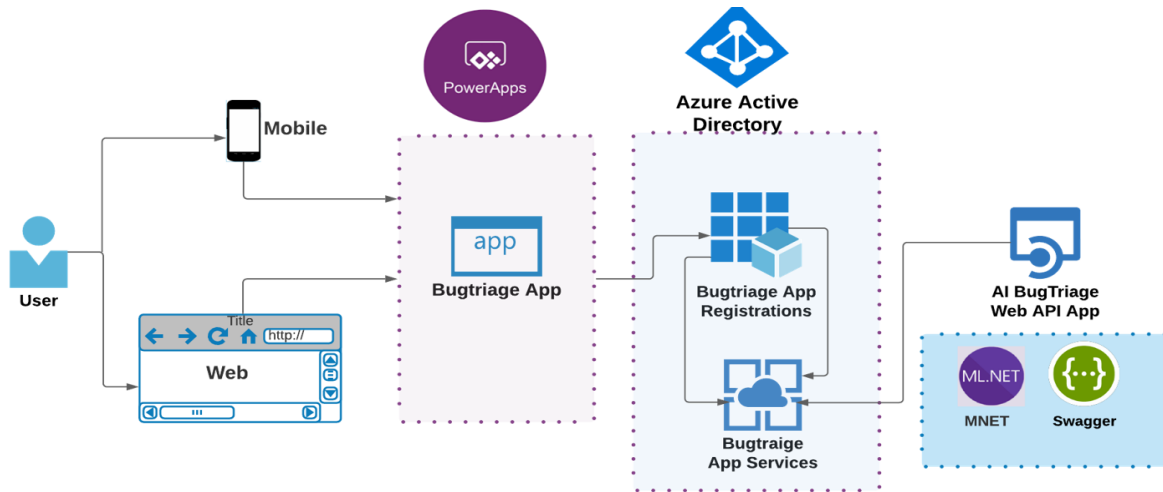 PowerApps
Azure Active
Directory
Mobile
User
Title
http://
Web
app
Bugtriage App
Bugtriage App
Registrations
Bugtraige
App Services
AI BugTriage
Web API App
ML.NET
{···}
MNET
Swagger